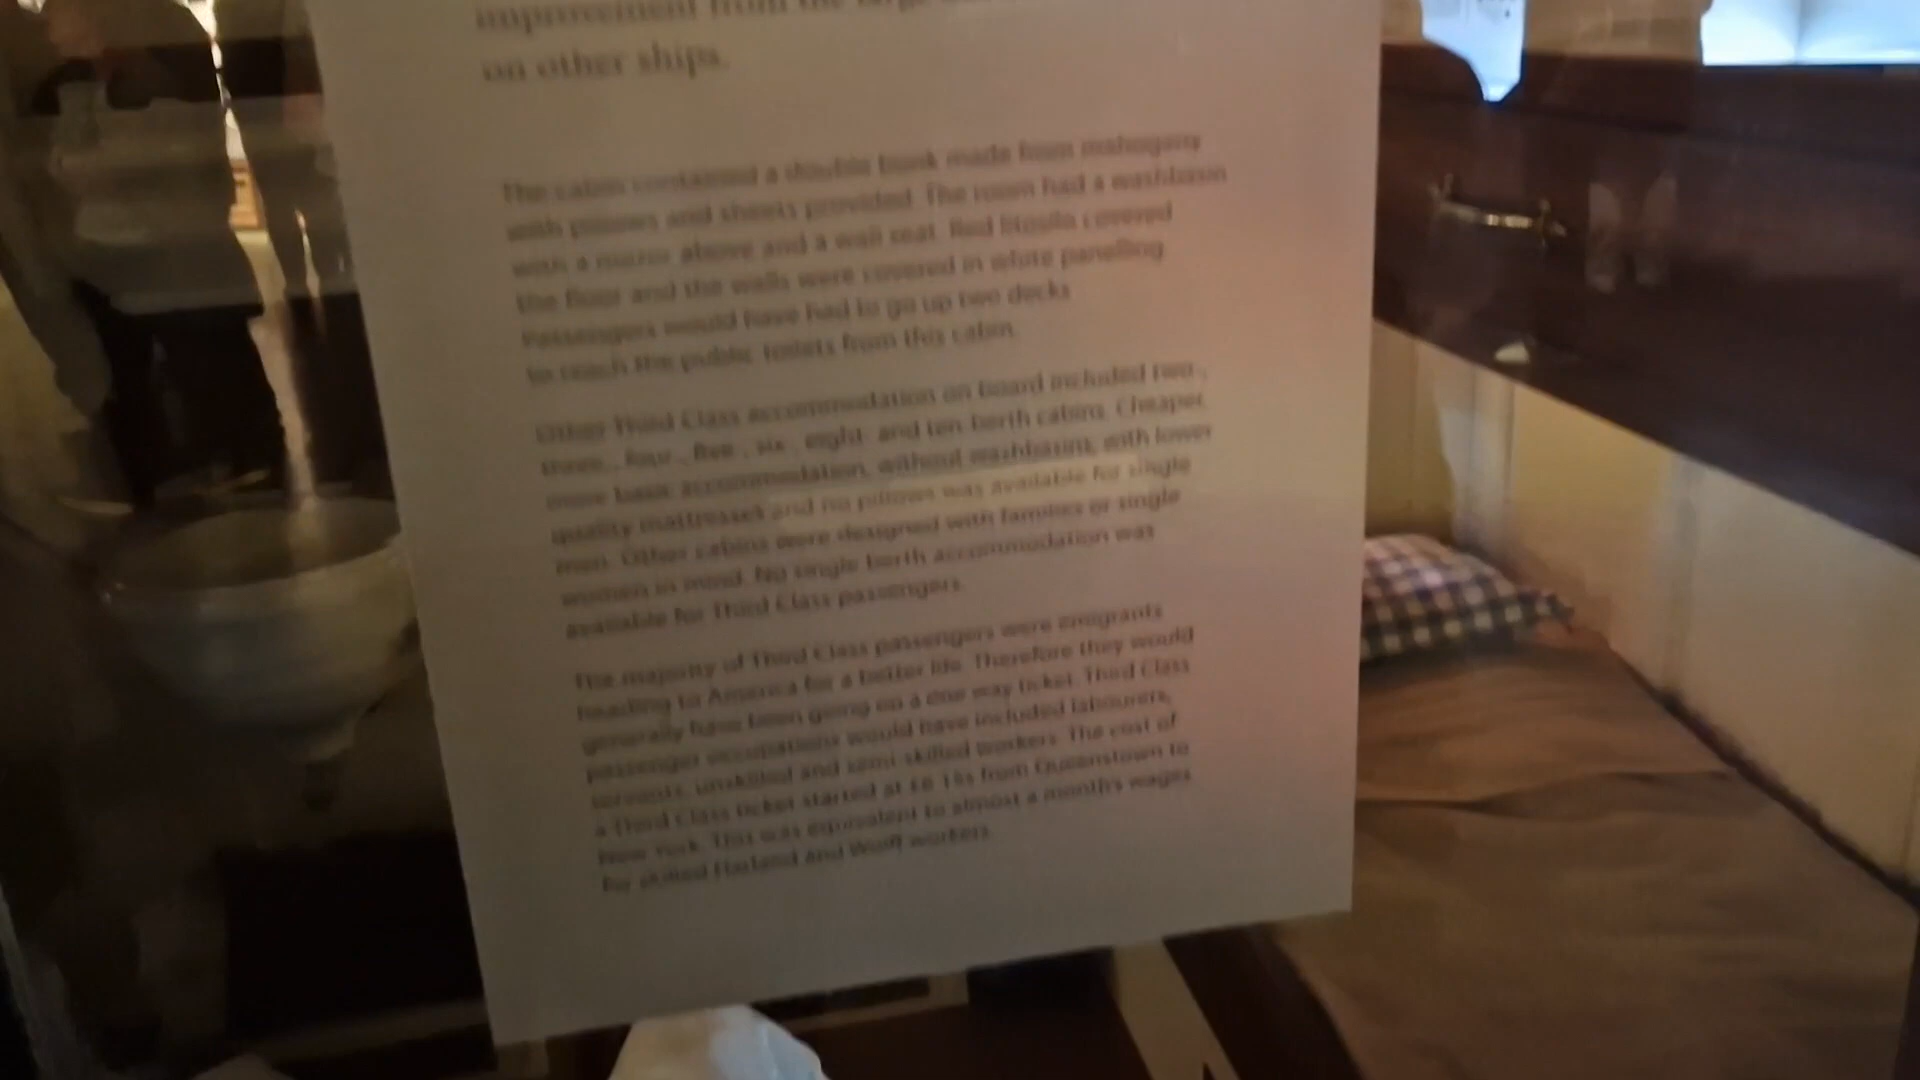 improvement from the large
on other ships.
The cabin contained a double bunk made from mahogany
with pillows and sheets provided. The room had a washbasin
with a mirror above and a wall seat. Red litosilo covered
the floor and the walls were covered in white panelling.
Passengers would have had to go up two decks
to reach the public toilets from this cabin.
Other Third Class accommodation on board included two-,
three-, four-, five-, six-, eight- and ten-berth cabins. Cheaper,
more basic accommodation, without washbasins, with lower
quality mattresses and no pillows was available for single
men. Other cabins were designed with families or single
women in mind. No single berth accommodation was
available for Third Class passengers.
The majority of Third Class passengers were emigrants
heading to America for a better life. Therefore they would
generally have been going on a one way ticket. Third Class
passenger occupations would have included labourers,
servants, unskilled and semi-skilled workers. The cost of
a Third Class ticket started at £6 15s from Queenstown to
New York. This was equivalent to almost a month's wages
for skilled Harland and Wolff workers.